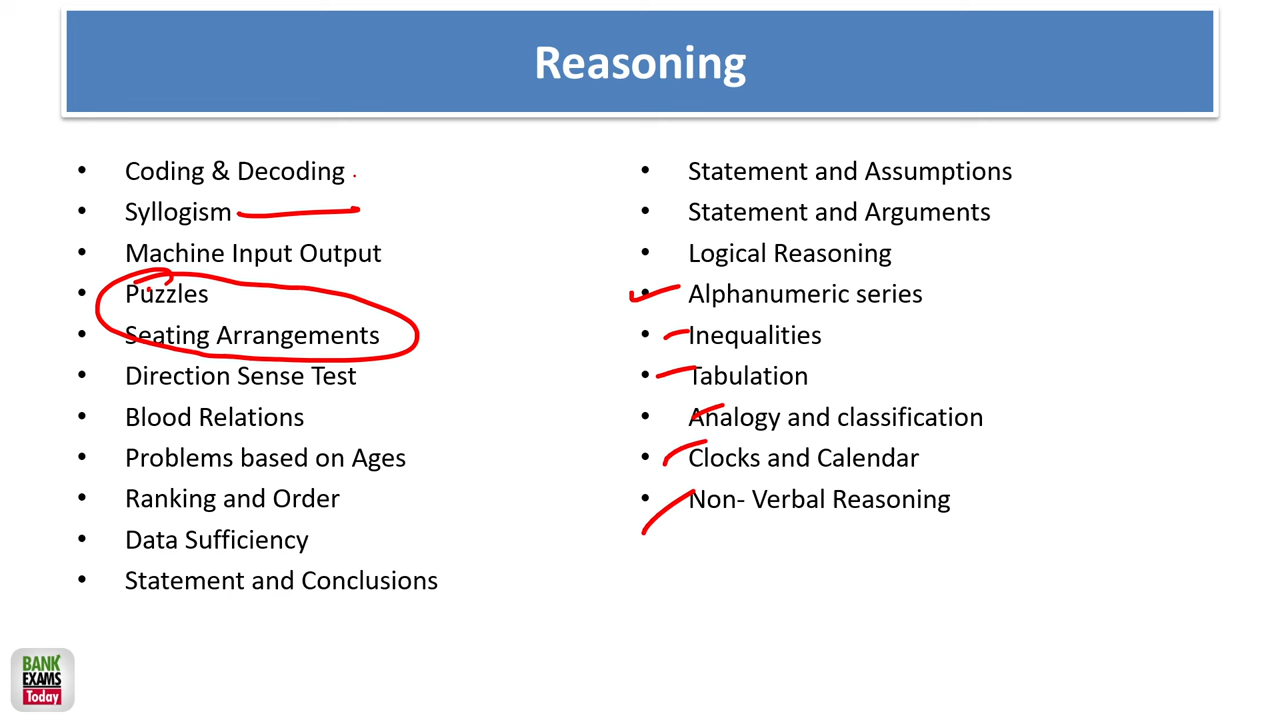 Reasoning
• Coding & Decoding
• Syllogism
• Machine Input Output
• Puzzles
• Seating Arrangements
• Direction Sense Test
• Blood Relations
• Problems based on Ages
• Ranking and Order
• Data Sufficiency
• Statement and Conclusions
• Statement and Assumptions
• Statement and Arguments
• Logical Reasoning
• Alphanumeric series
• Inequalities
• Tabulation
• Analogy and classification
• Clocks and Calendar
• Non- Verbal Reasoning
BANK
EXAMS
Today